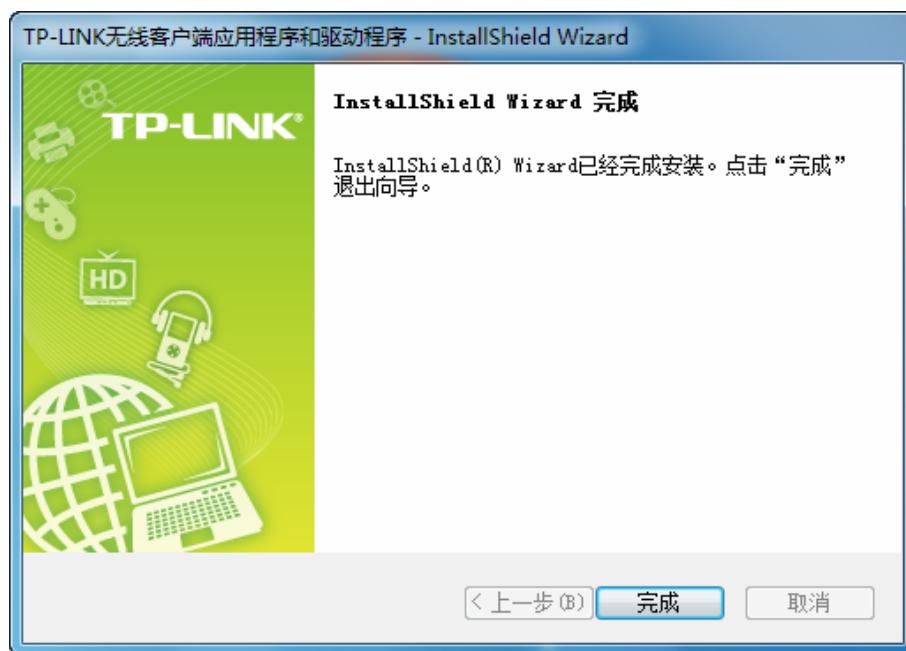 TP-LINK无线客户端应用程序和驱动程序 - InstallShield Wizard
TP-LINK®
HD
InstallShield Wizard 完成
InstallShield(R) Wizard已经完成安装。点击“完成”
退出向导。
< 上一步(B)
完成
取消